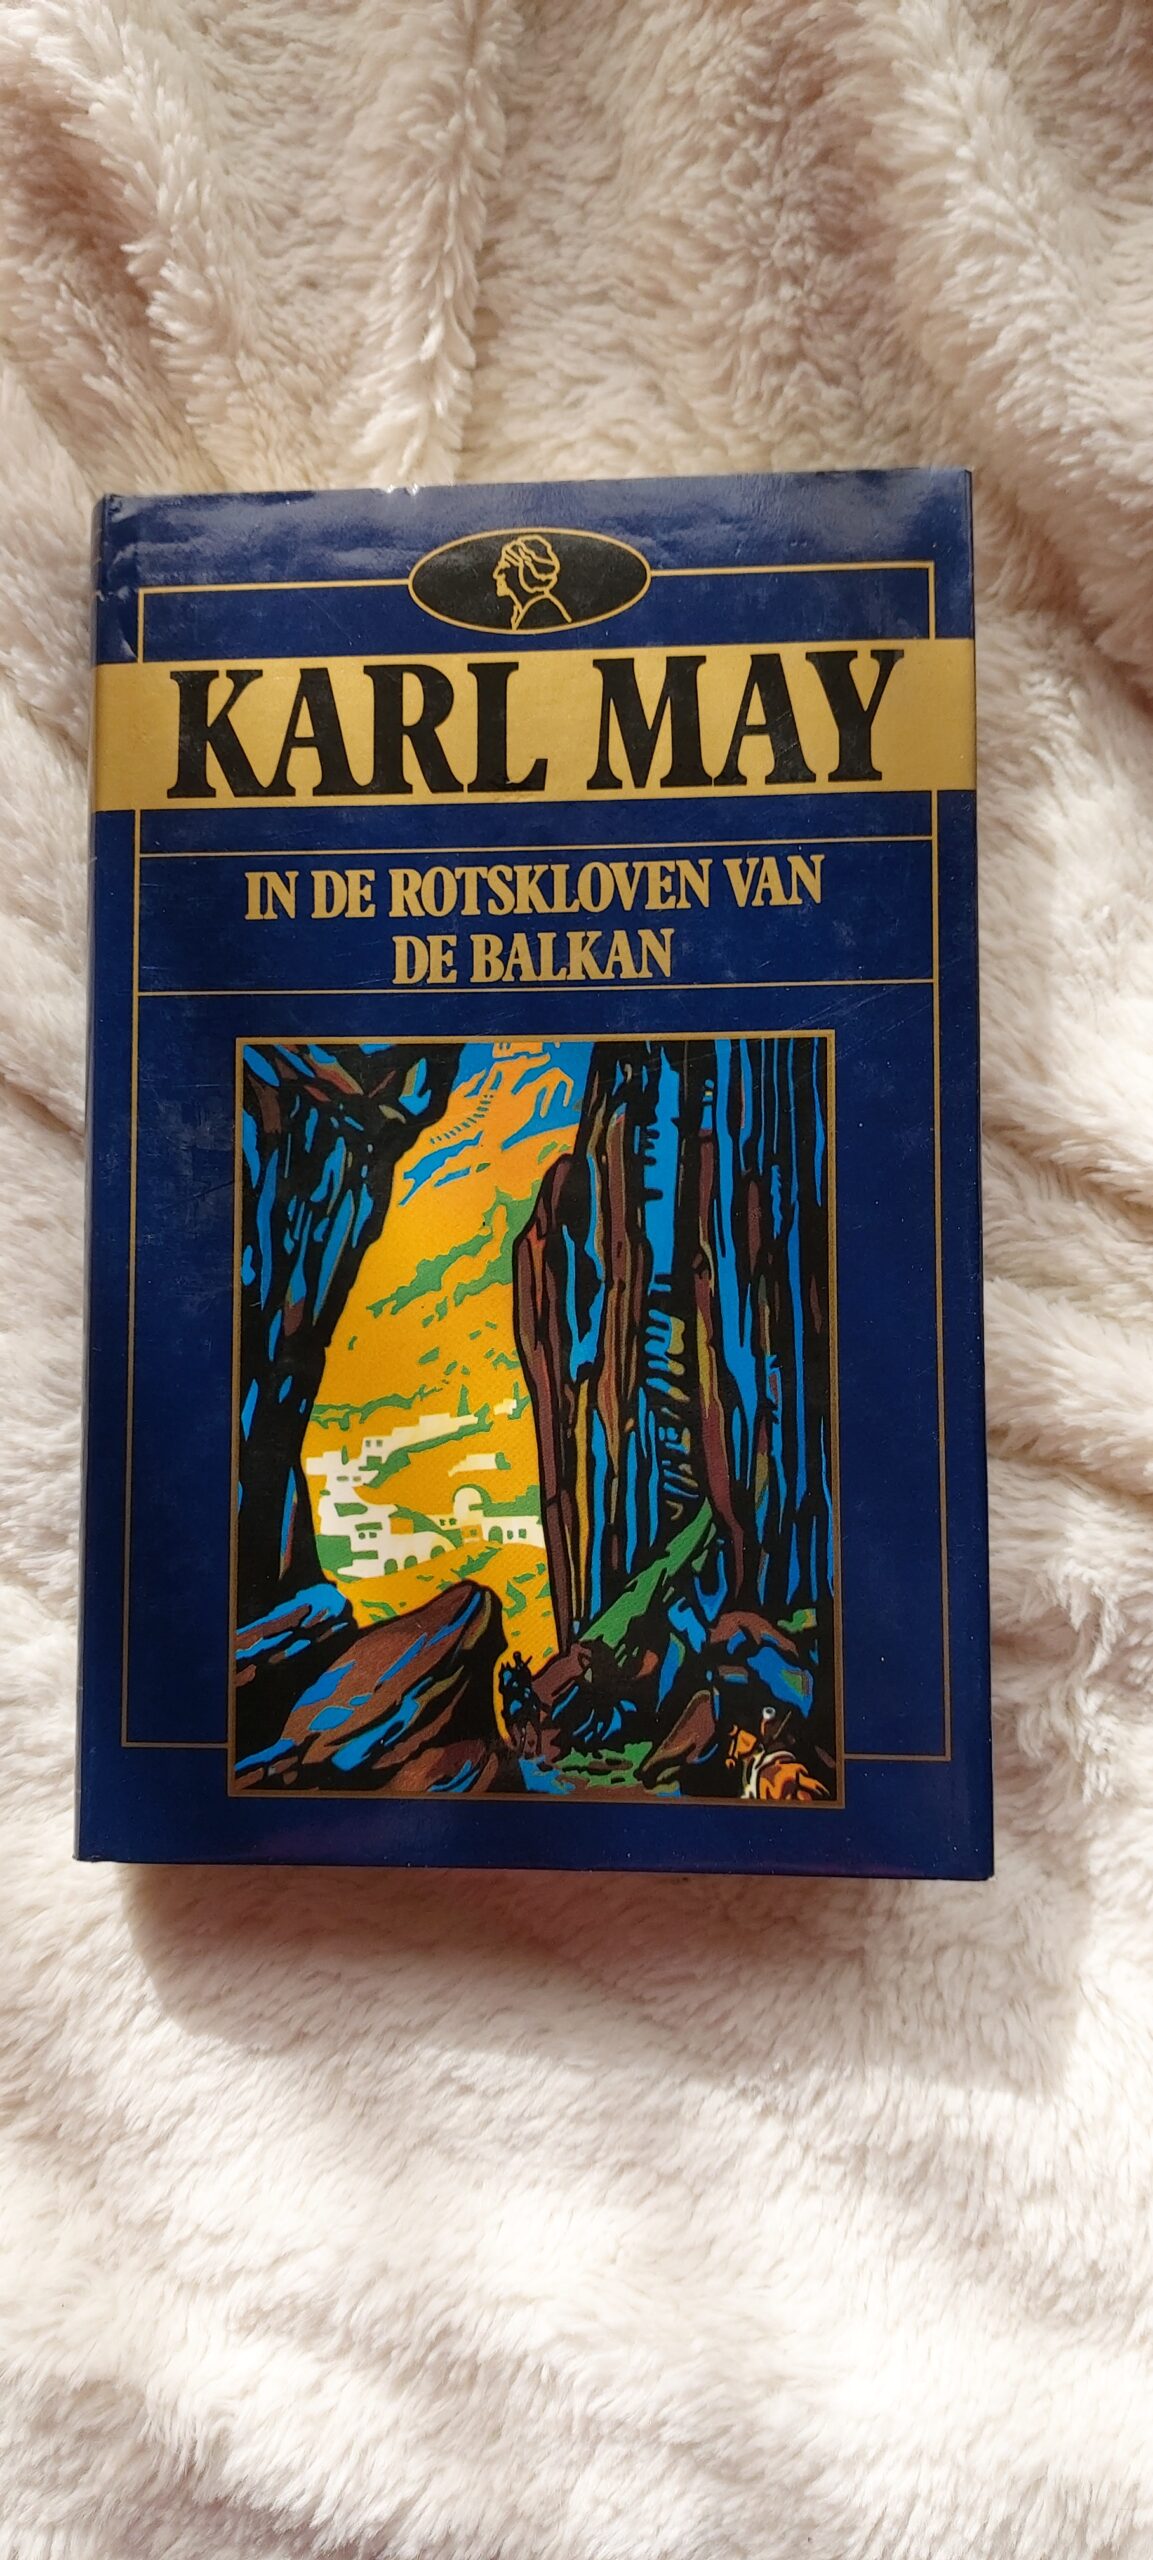 KARL MAY
IN DE ROTSKLOVEN VAN
DE BALKAN